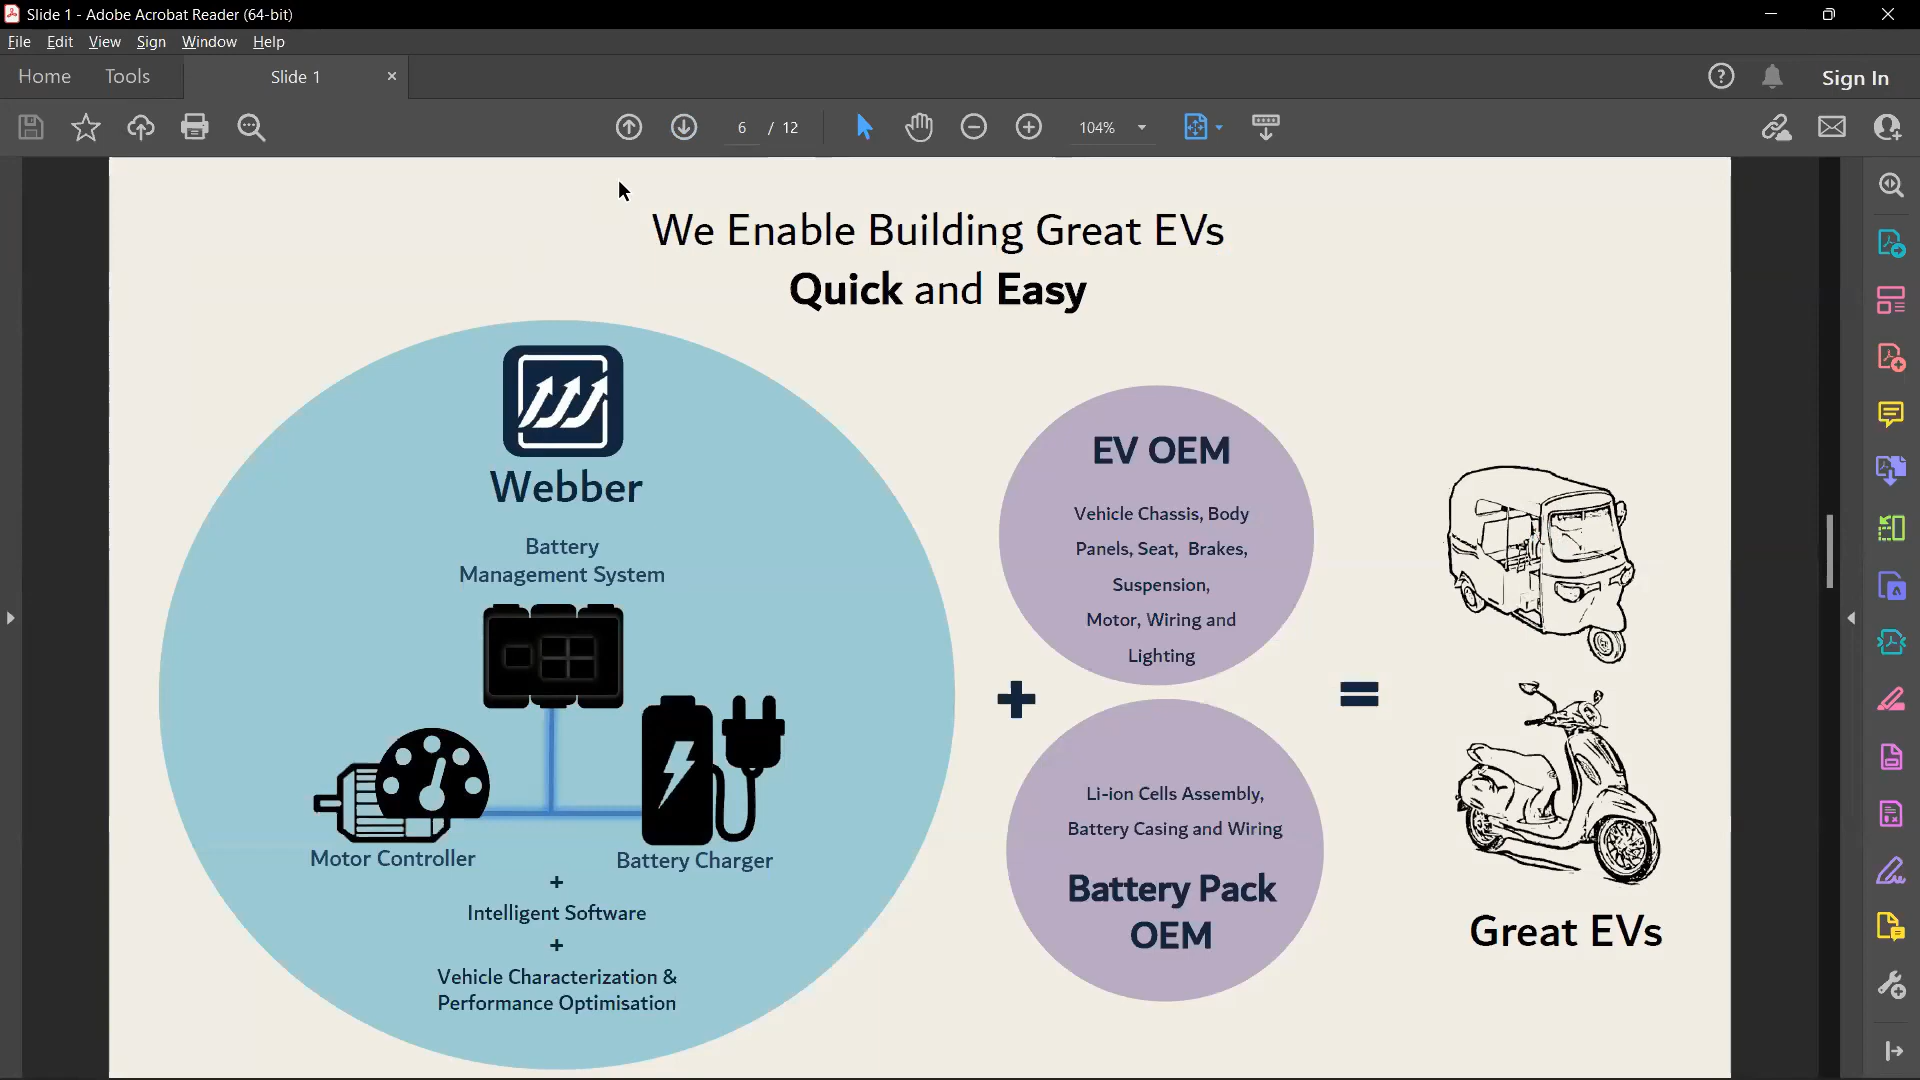 Slide 1 - Adobe Acrobat Reader (64-bit)
File Edit View Sign Window Help
Home Tools Slide 1 Sign In
6 / 12 104%
We Enable Building Great EVs
Quick and Easy
Webber
Battery
Management System
Motor Controller
Battery Charger
+
Intelligent Software
+
Vehicle Characterization &
Performance Optimisation
+
EV OEM
Vehicle Chassis, Body
Panels, Seat, Brakes,
Suspension,
Motor, Wiring and
Lighting
Li-ion Cells Assembly,
Battery Casing and Wiring
Battery Pack
OEM
=
Great EVs